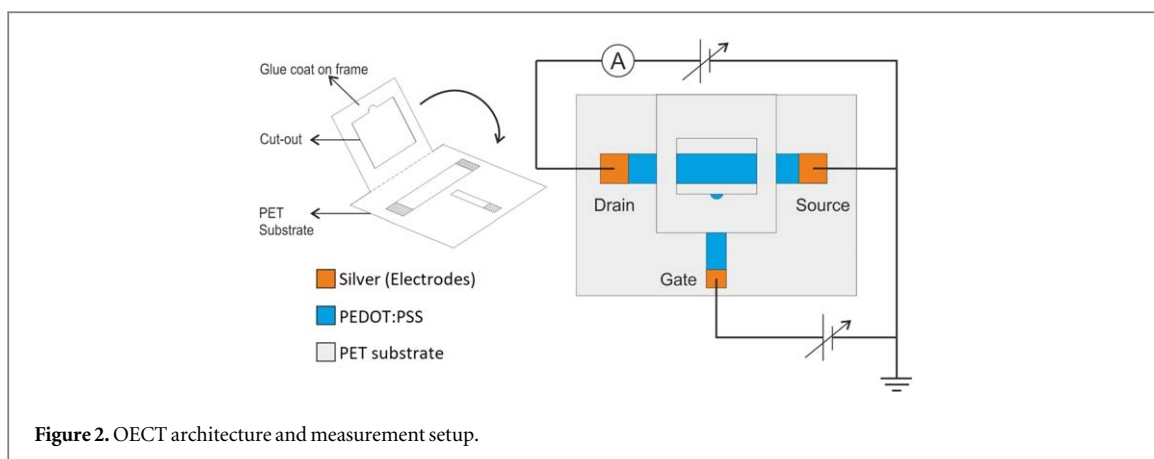 Glue coat on frame
Cut-out
PET
Substrate
Silver (Electrodes)
PEDOT:PSS
PET substrate
A
Drain
Source
Gate
Figure 2. OECT architecture and measurement setup.